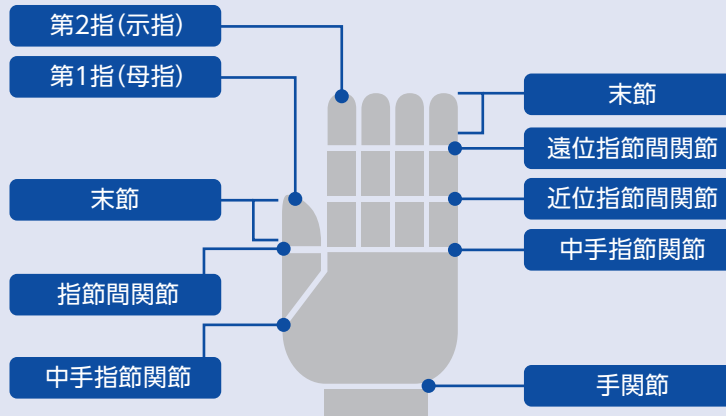 第2指(示指)
第1指(母指)
末節
指節間関節
中手指節関節
末節
遠位指節間関節
近位指節間関節
中手指節関節
手関節